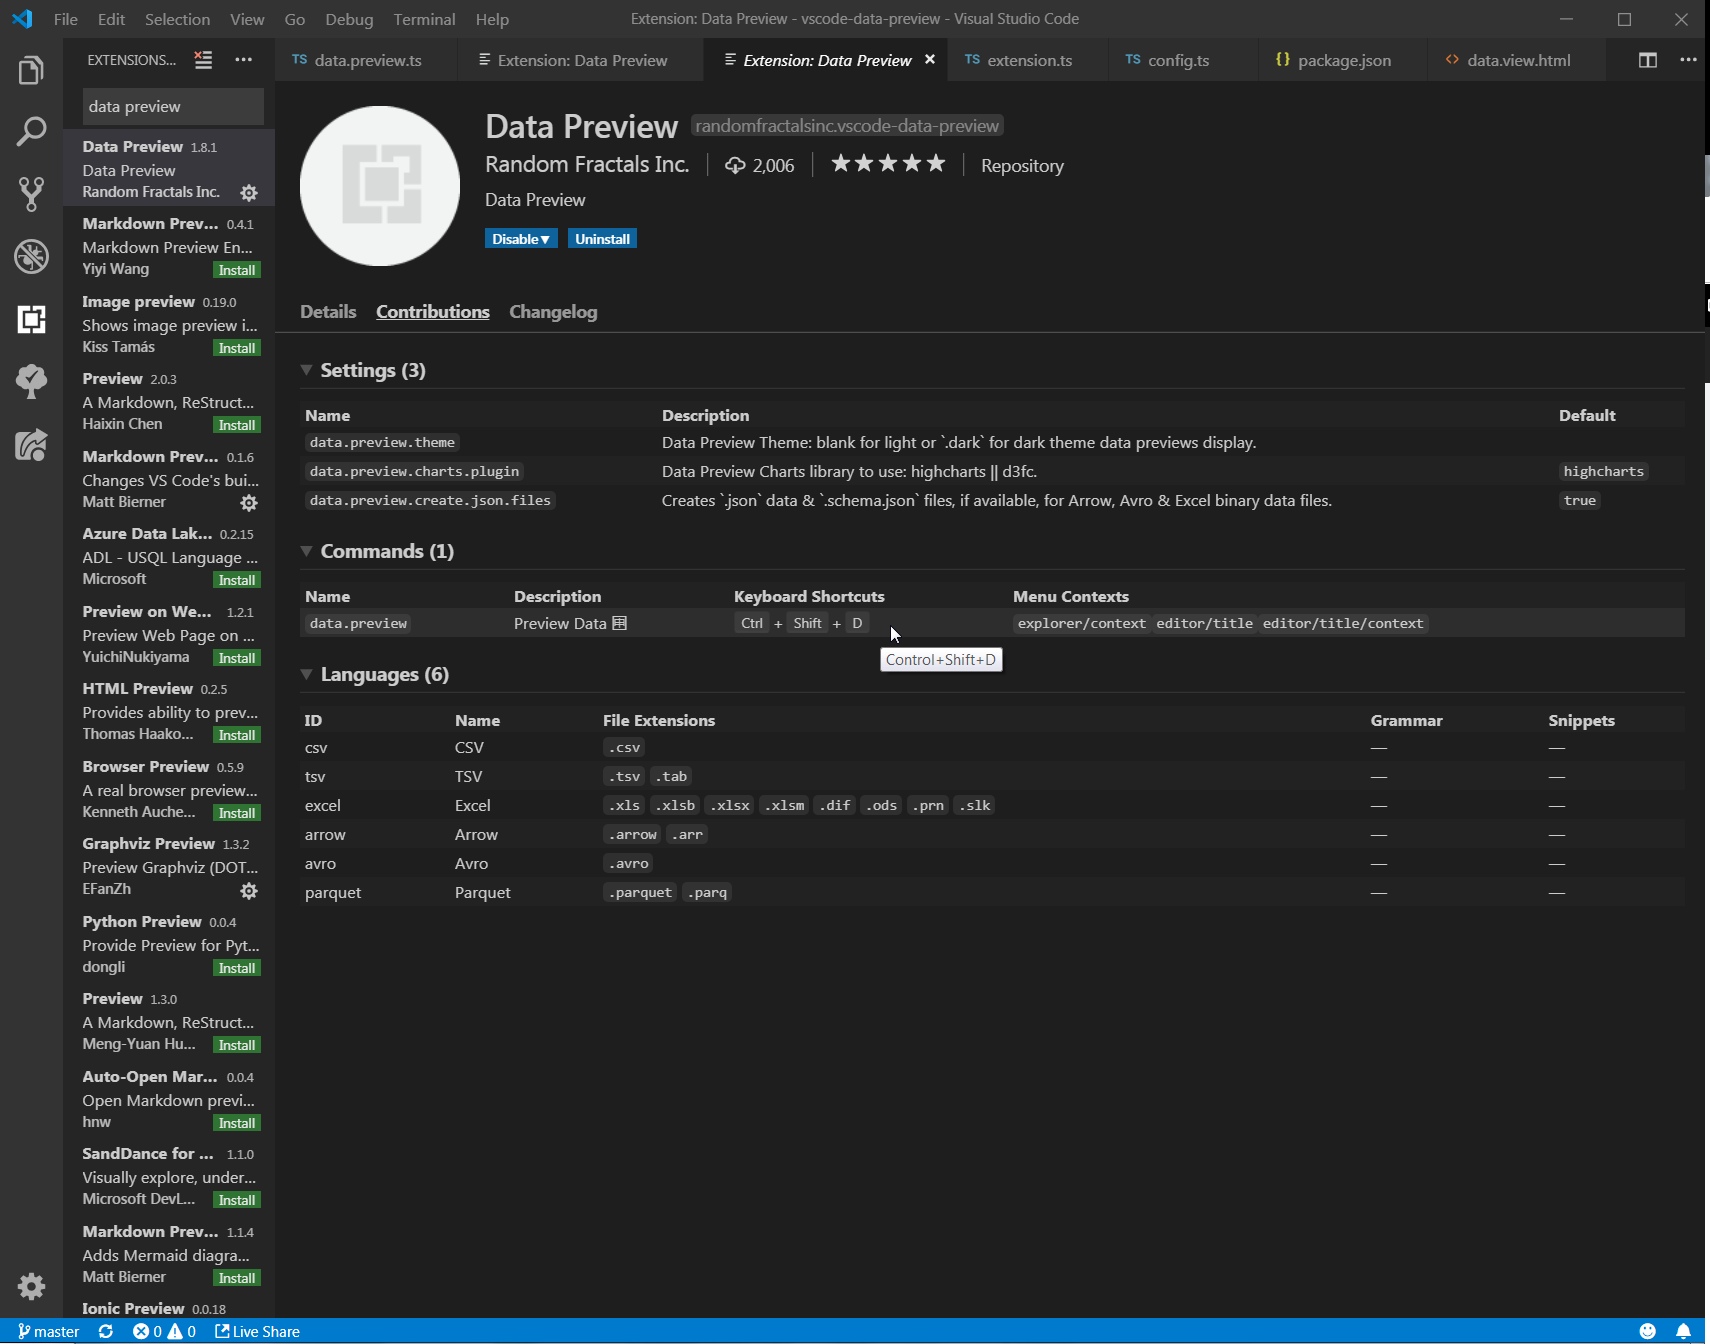 File Edit Selection View Go Debug Terminal Help
Extension: Data Preview - vscode-data-preview - Visual Studio Code
EXTENSIONS...
TS data.preview.ts
Extension: Data Preview
Extension: Data Preview
TS extension.ts
TS config.ts
{} package.json
<> data.view.html
data preview
Data Preview 1.8.1
Data Preview
Random Fractals Inc.
Markdown Prev... 0.4.1
Markdown Preview En...
Yiyi Wang Install
Image preview 0.19.0
Shows image preview i...
Kiss Tamás Install
Preview 2.0.3
A Markdown, ReStruct...
Haixin Chen Install
Markdown Prev... 0.1.6
Changes VS Code's bui...
Matt Bierner
Azure Data Lak... 0.2.15
ADL - USQL Language ...
Microsoft Install
Preview on We... 1.2.1
Preview Web Page on ...
YuichiNukiyama Install
HTML Preview 0.2.5
Provides ability to prev...
Thomas Haako... Install
Browser Preview 0.5.9
A real browser preview...
Kenneth Auche... Install
Graphviz Preview 1.3.2
Preview Graphviz (DOT...
EFanZh
Python Preview 0.0.4
Provide Preview for Pyt...
dongli Install
Preview 1.3.0
A Markdown, ReStruct...
Meng-Yuan Hu... Install
Auto-Open Mar... 0.0.4
Open Markdown previ...
hnw Install
SandDance for ... 1.1.0
Visually explore, under...
Microsoft DevL... Install
Markdown Prev... 1.1.4
Adds Mermaid diagra...
Matt Bierner Install
Ionic Preview 0.0.18
Data Preview randomfractalsinc.vscode-data-preview
Random Fractals Inc. 2,006 ★★★★★ Repository
Data Preview
Disable▼ Uninstall
Details Contributions Changelog
Settings (3)
Name Description Default
data.preview.theme Data Preview Theme: blank for light or `.dark` for dark theme data previews display.
data.preview.charts.plugin Data Preview Charts library to use: highcharts || d3fc. highcharts
data.preview.create.json.files Creates `.json` data & `.schema.json` files, if available, for Arrow, Avro & Excel binary data files. true
Commands (1)
Name Description Keyboard Shortcuts Menu Contexts
data.preview Preview Data Ctrl + Shift + D explorer/context editor/title editor/title/context
Control+Shift+D
Languages (6)
ID Name File Extensions Grammar Snippets
csv CSV .csv — —
tsv TSV .tsv .tab — —
excel Excel .xls .xlsb .xlsx .xlsm .dif .ods .prn .slk — —
arrow Arrow .arrow .arr — —
avro Avro .avro — —
parquet Parquet .parquet .parq — —
master 0 0 Live Share